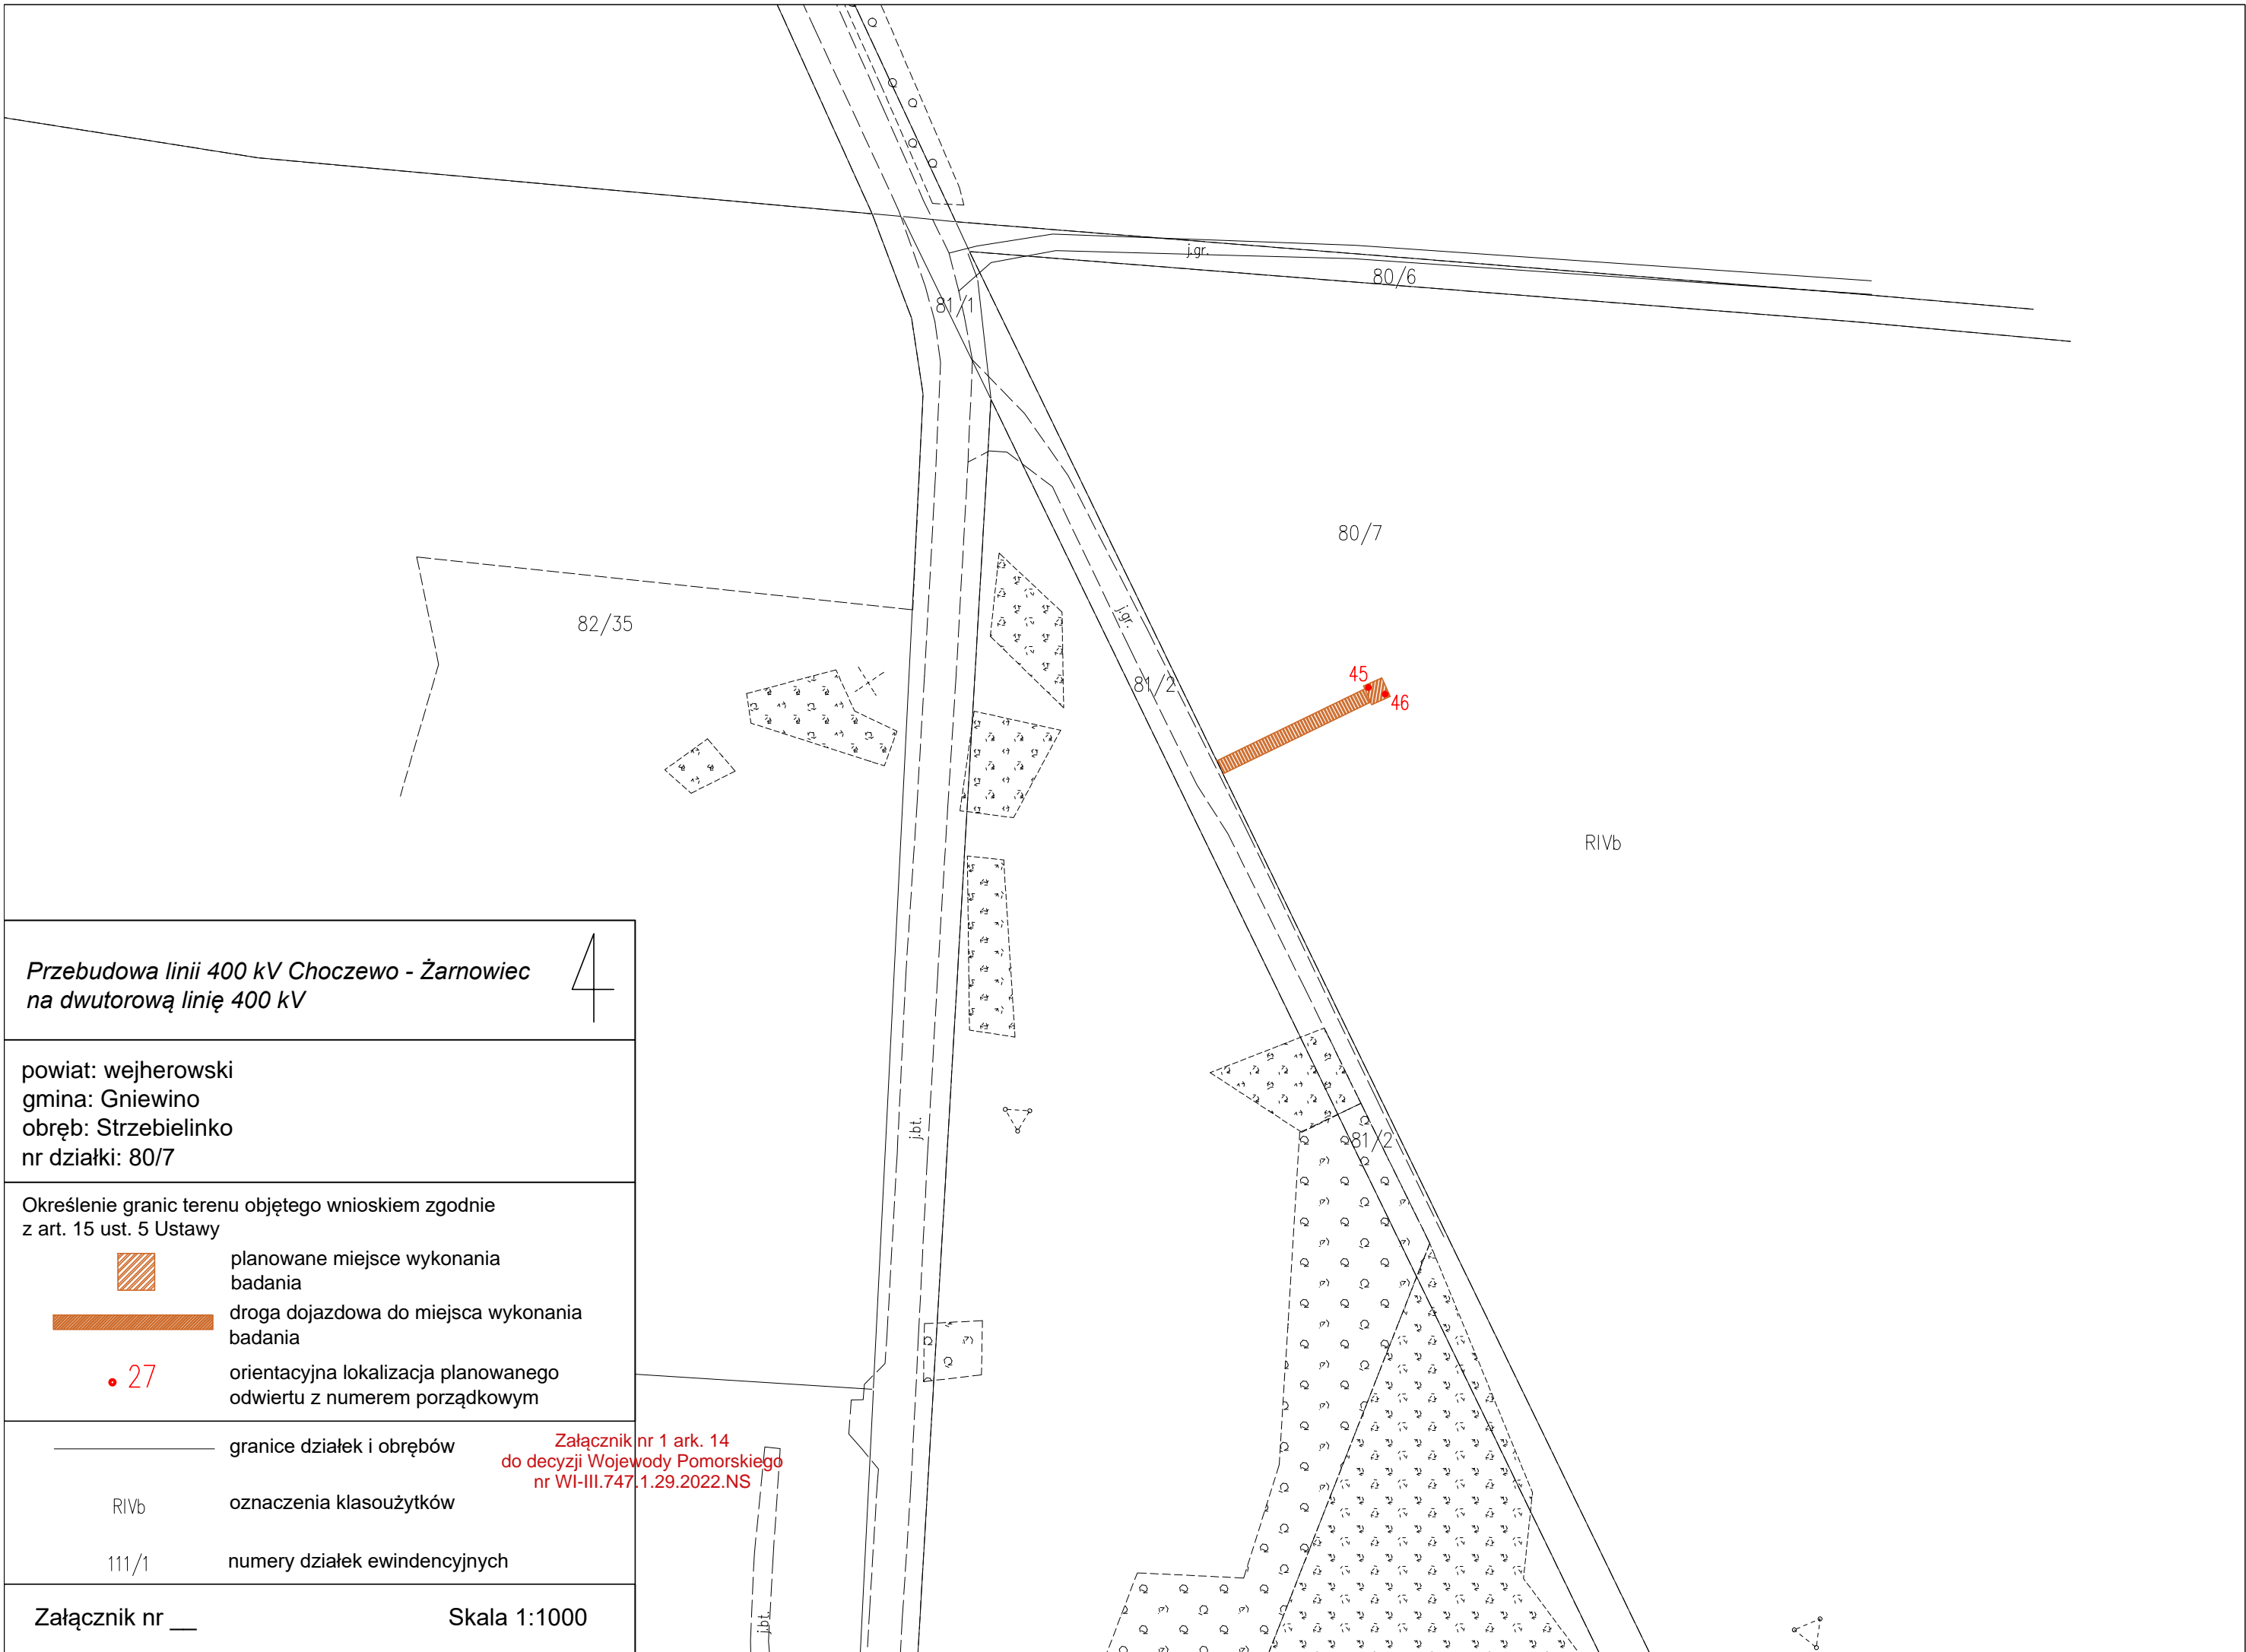 j.gr.
80/6
81/1
80/7
82/35
j.gr.
81/2
45
46
RIVb
Przebudowa linii 400 kV Choczewo - Żarnowiec
na dwutorową linię 400 kV
powiat: wejherowski
gmina: Gniewino
obręb: Strzebielinko
nr działki: 80/7
j.bt.
81/2
Określenie granic terenu objętego wnioskiem zgodnie
z art. 15 ust. 5 Ustawy
planowane miejsce wykonania
badania
droga dojazdowa do miejsca wykonania
badania
27
orientacyjna lokalizacja planowanego
odwiertu z numerem porządkowym
granice działek i obrębów
Załącznik nr 1 ark. 14
do decyzji Wojewody Pomorskiego
nr WI-III.747.1.29.2022.NS
RIVb oznaczenia klasoużytków
111/1 numery działek ewindencyjnych
Załącznik nr __ Skala 1:1000
j.bt.